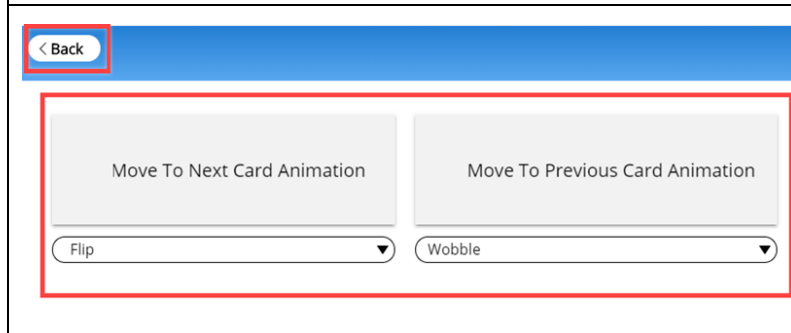 < Back
Move To Next Card Animation
Move To Previous Card Animation
Flip
Wobble